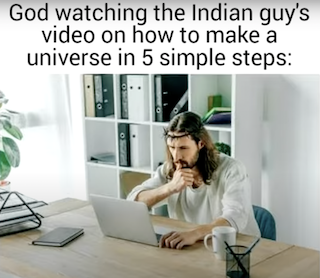 God watching the Indian guy's
video on how to make a
universe in 5 simple steps: